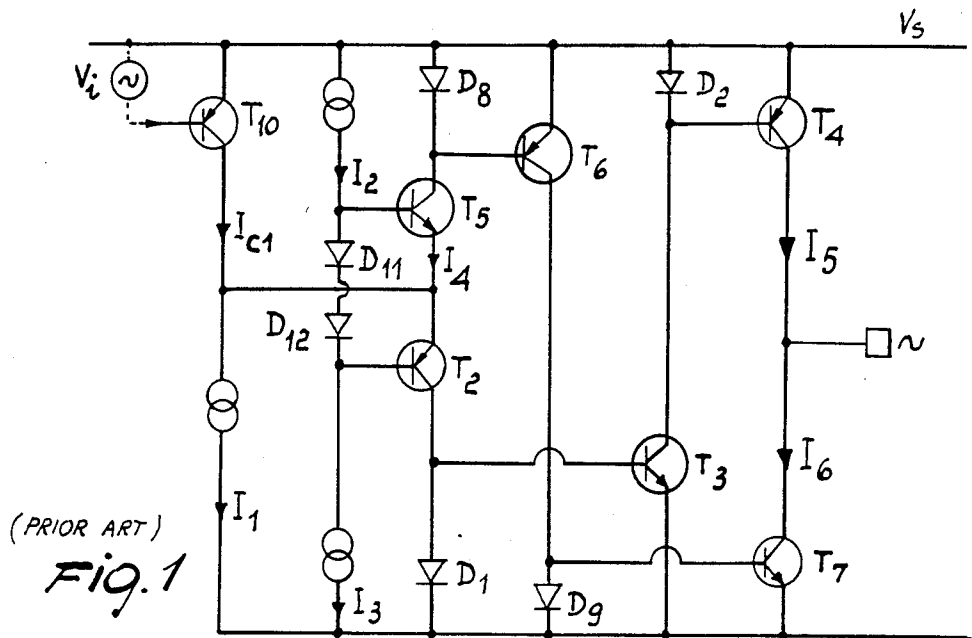 Vs
Vi
T10
D8
D2
T4
T6
I2
T5
Ic1
D11
I4
I5
D12
~
T2
T3
I6
I1
(PRIOR ART)
Fig.1
I3
D1
D9
T7